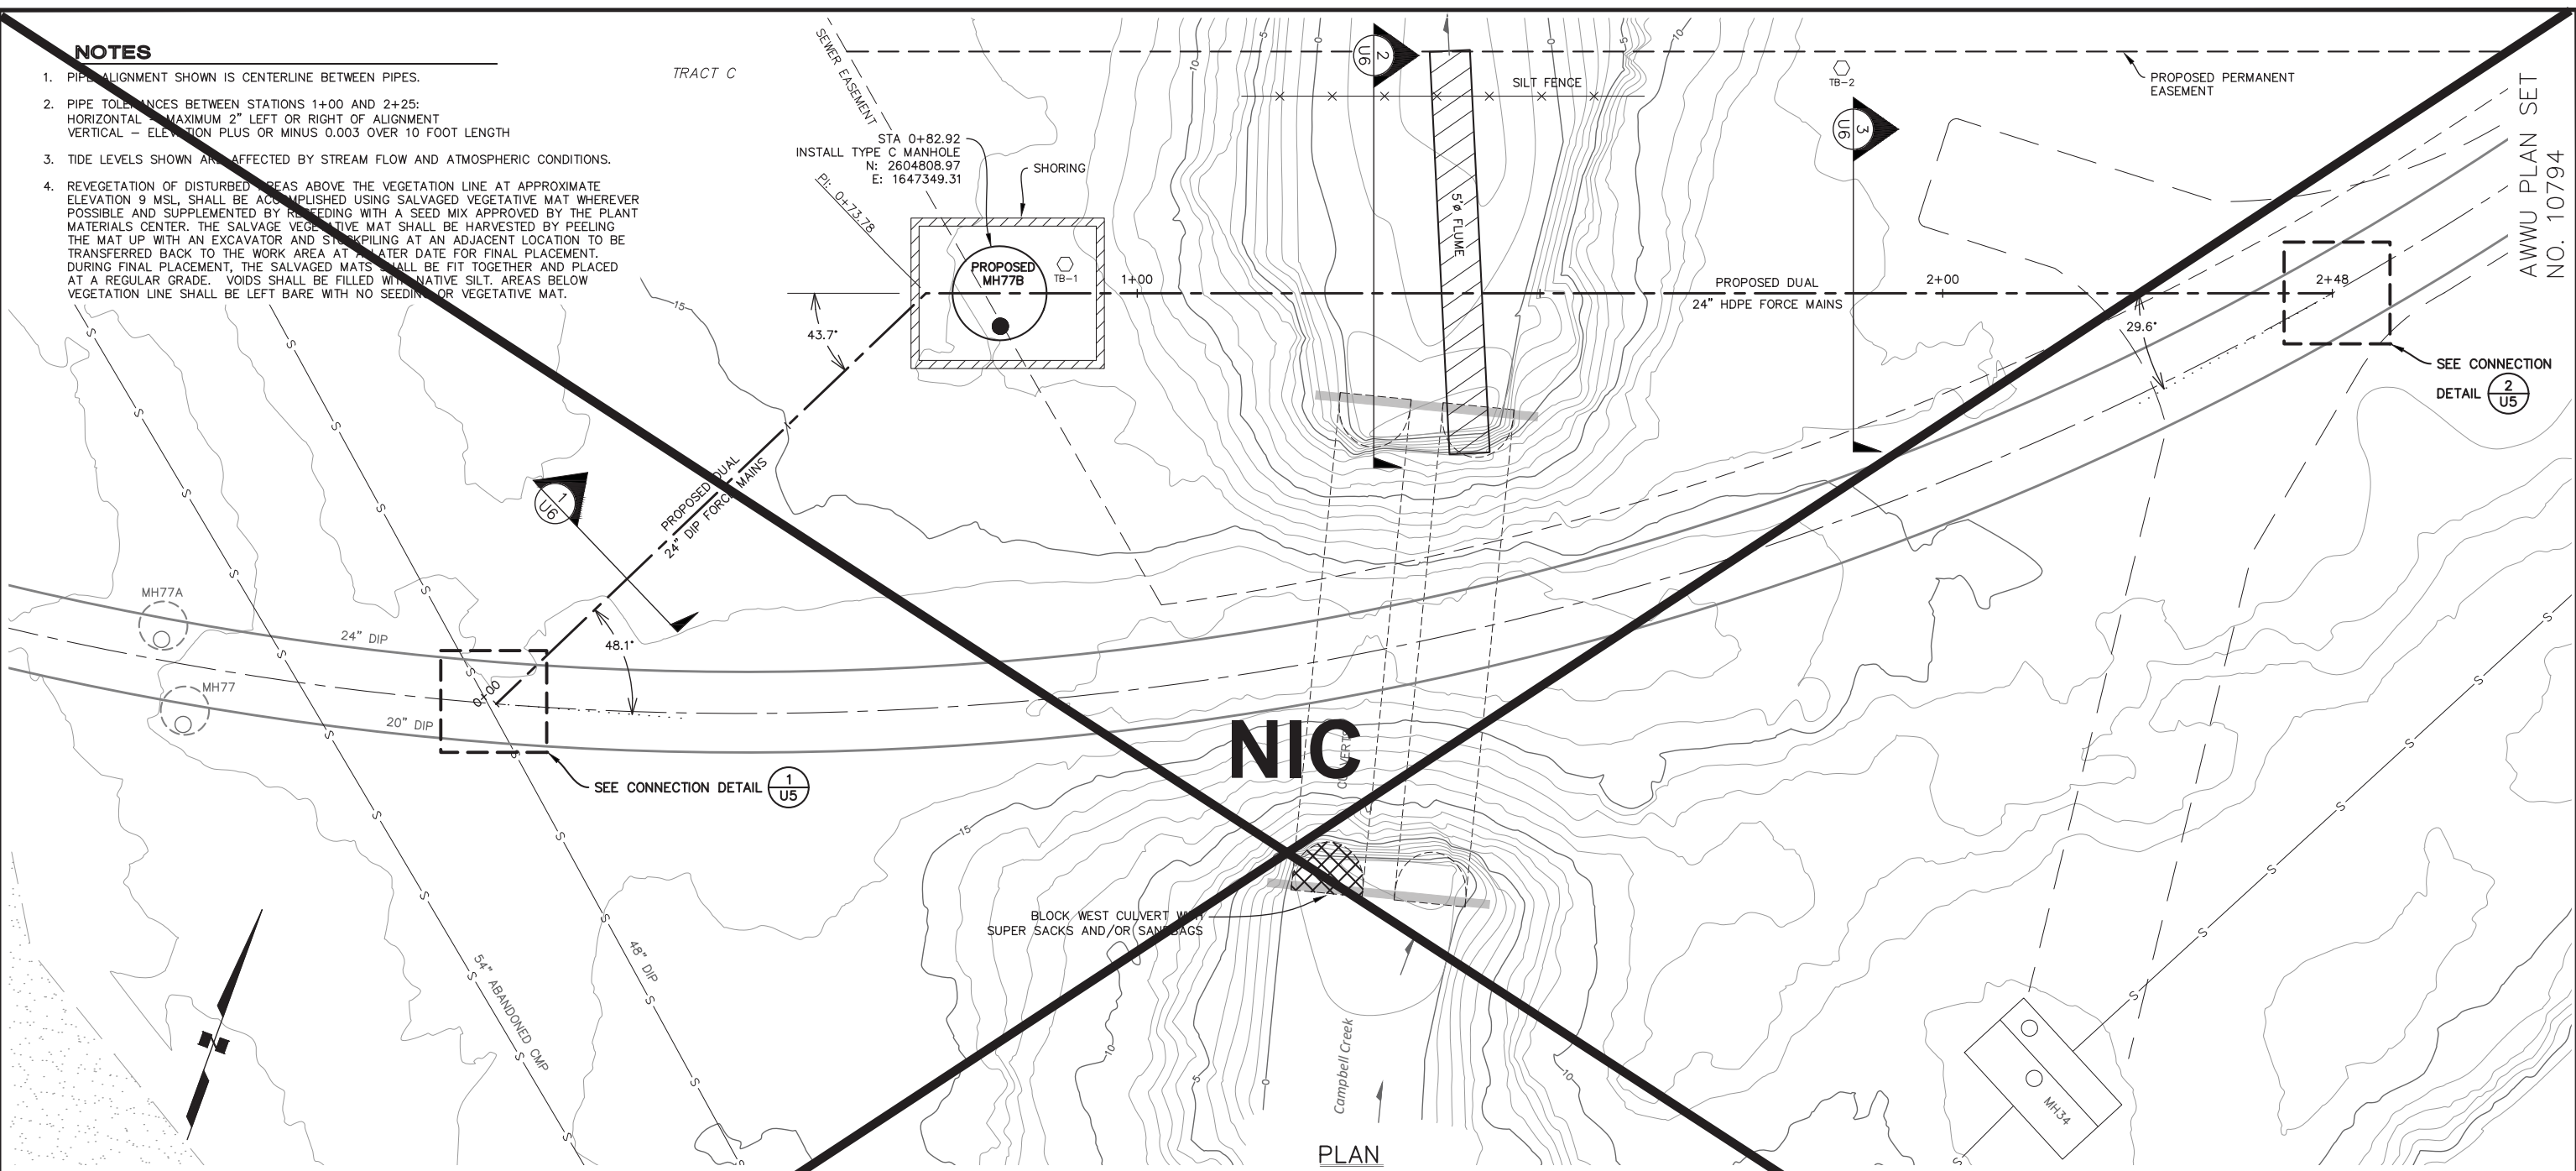 NOTES
1. PIPE ALIGNMENT SHOWN IS CENTERLINE BETWEEN PIPES.
2. PIPE TOLERANCES BETWEEN STATIONS 1+00 AND 2+25:
HORIZONTAL - MAXIMUM 2" LEFT OR RIGHT OF ALIGNMENT
VERTICAL - ELEVATION PLUS OR MINUS 0.003 OVER 10 FOOT LENGTH
3. TIDE LEVELS SHOWN ARE AFFECTED BY STREAM FLOW AND ATMOSPHERIC CONDITIONS.
4. REVEGETATION OF DISTURBED AREAS ABOVE THE VEGETATION LINE AT APPROXIMATE
ELEVATION 9 MSL, SHALL BE ACCOMPLISHED USING SALVAGED VEGETATIVE MAT WHEREVER
POSSIBLE AND SUPPLEMENTED BY RESEEDING WITH A SEED MIX APPROVED BY THE PLANT
MATERIALS CENTER. THE SALVAGE VEGETATIVE MAT SHALL BE HARVESTED BY PEELING
THE MAT UP WITH AN EXCAVATOR AND STOCKPILING AT AN ADJACENT LOCATION TO BE
TRANSFERRED BACK TO THE WORK AREA AT A LATER DATE FOR FINAL PLACEMENT.
DURING FINAL PLACEMENT, THE SALVAGED MATS SHALL BE FIT TOGETHER AND PLACED
AT A REGULAR GRADE. VOIDS SHALL BE FILLED WITH NATIVE SILT. AREAS BELOW
VEGETATION LINE SHALL BE LEFT BARE WITH NO SEEDING OR VEGETATIVE MAT.
TRACT C
SEWER EASEMENT
STA 0+82.92
INSTALL TYPE C MANHOLE
N: 2604808.97
E: 1647349.31
SHORING
PI: 0+73.78
PROPOSED
MH77B
TB-1
1+00
43.7°
15
10
5
0
2
U6
SILT FENCE
0
5
10
5'ø FLUME
TB-2
3
U6
PROPOSED PERMANENT
EASEMENT
AWWU PLAN SET
NO. 10794
PROPOSED DUAL
24" HDPE FORCE MAINS
2+00
2+48
29.6°
SEE CONNECTION
DETAIL 2
U5
PROPOSED DUAL
24" DIP FORCE MAINS
1
U6
48.1°
MH77A
24" DIP
MH77
20" DIP
0+00
SEE CONNECTION DETAIL 1
U5
NIC
CULVERTS
15
BLOCK WEST CULVERT WITH
SUPER SACKS AND/OR SANDBAGS
54" ABANDONED CMP
48" DIP
S
10
5
0
Campbell Creek
10
MH34
PLAN